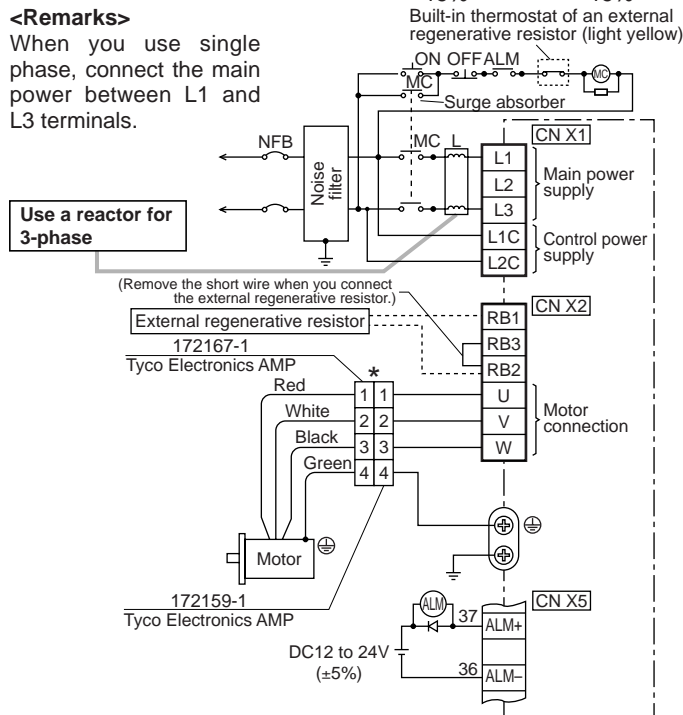 <Remarks>
When you use single
phase, connect the main
power between L1 and
L3 terminals.
Built-in thermostat of an external
regenerative resistor (light yellow)
ON OFF ALM
MC
MC
Surge absorber
NFB
Noise
filter
MC L
CN X1
L1
L2
L3
L1C
L2C
Main power
supply
Control power
supply
Use a reactor for
3-phase
(Remove the short wire when you connect
the external regenerative resistor.)
External regenerative resistor
CN X2
RB1
RB3
RB2
U
V
W
Motor
connection
172167-1
Tyco Electronics AMP
*
Red
White
Black
Green
1 1
2 2
3 3
4 4
Motor
172159-1
Tyco Electronics AMP
ALM
CN X5
37
ALM+
DC12 to 24V
(±5%)
36
ALM–